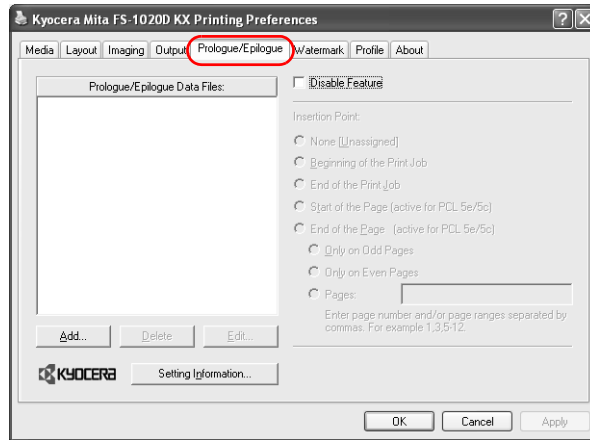 Kyocera Mita FS-1020D KX Printing Preferences
Media Layout Imaging Output Prologue/Epilogue Watermark Profile About
Prologue/Epilogue Data Files:
Disable Feature
Insertion Point:
None [Unassigned]
Beginning of the Print Job
End of the Print Job
Start of the Page (active for PCL 5e/5c)
End of the Page (active for PCL 5e/5c)
Only on Odd Pages
Only on Even Pages
Pages:
Enter page number and/or page ranges separated by
commas. For example 1,3,5-12.
Add... Delete Edit...
KYOCERA Setting Information...
OK Cancel Apply